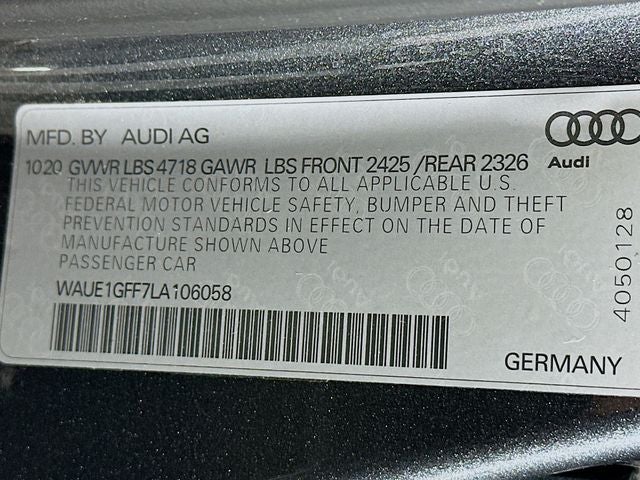 MFD. BY AUDI AG
Audi
1020 GVWR LBS 4718 GAWR LBS FRONT 2425 /REAR 2326
THIS VEHICLE CONFORMS TO ALL APPLICABLE U.S.
FEDERAL MOTOR VEHICLE SAFETY, BUMPER AND THEFT
PREVENTION STANDARDS IN EFFECT ON THE DATE OF
MANUFACTURE SHOWN ABOVE
PASSENGER CAR
WAUE1GFF7LA106058
GERMANY
4050128